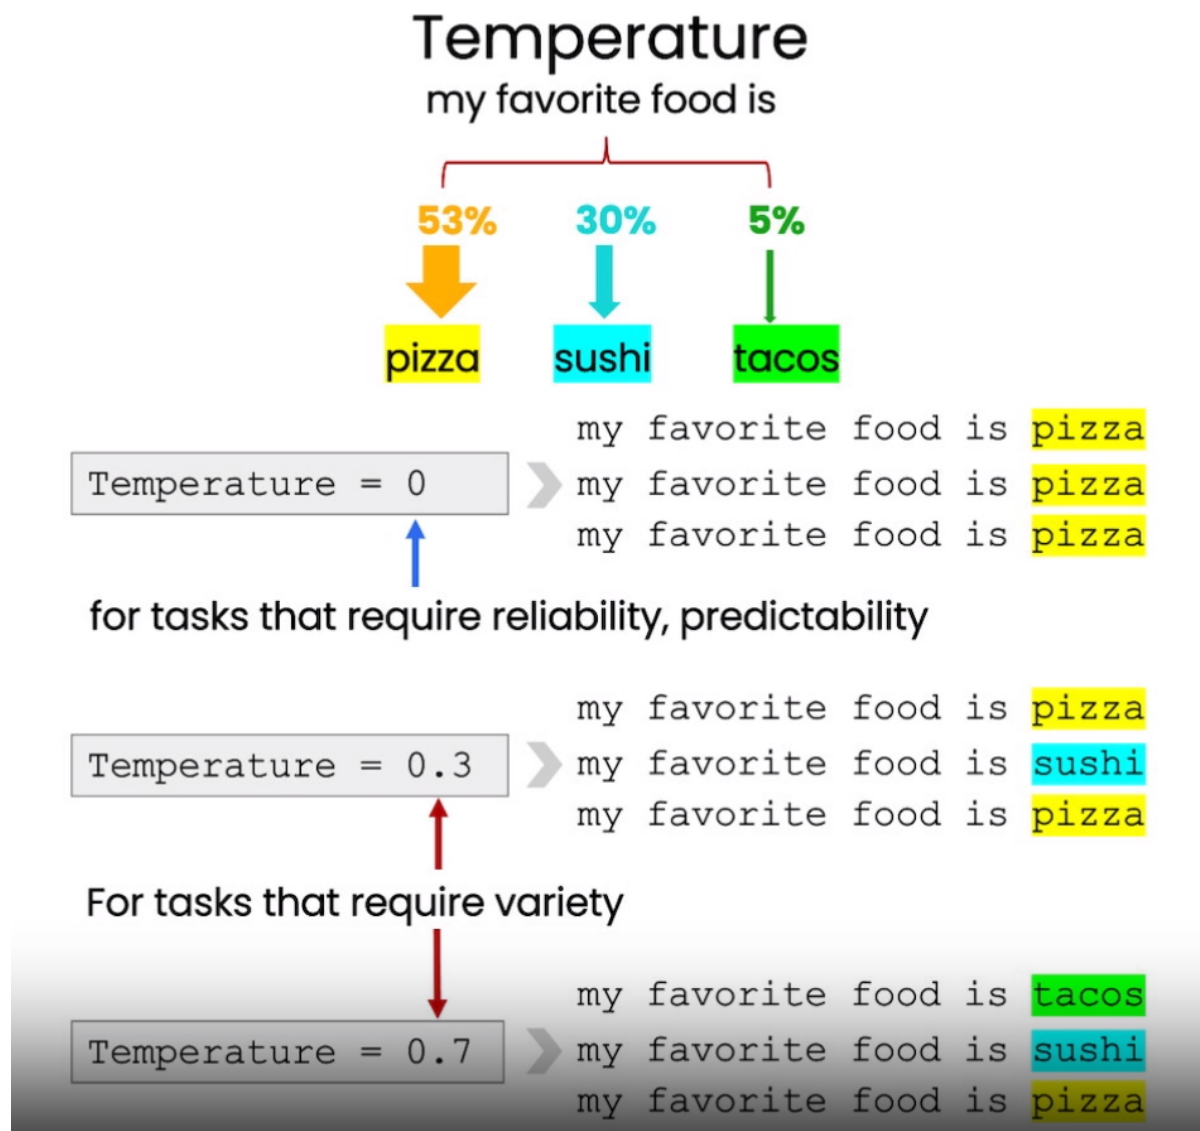 Temperature
my favorite food is
53% 30% 5%
pizza sushi tacos
my favorite food is pizza
Temperature = 0 my favorite food is pizza
my favorite food is pizza
for tasks that require reliability, predictability
my favorite food is pizza
Temperature = 0.3 my favorite food is sushi
my favorite food is pizza
For tasks that require variety
my favorite food is tacos
Temperature = 0.7 my favorite food is sushi
my favorite food is pizza